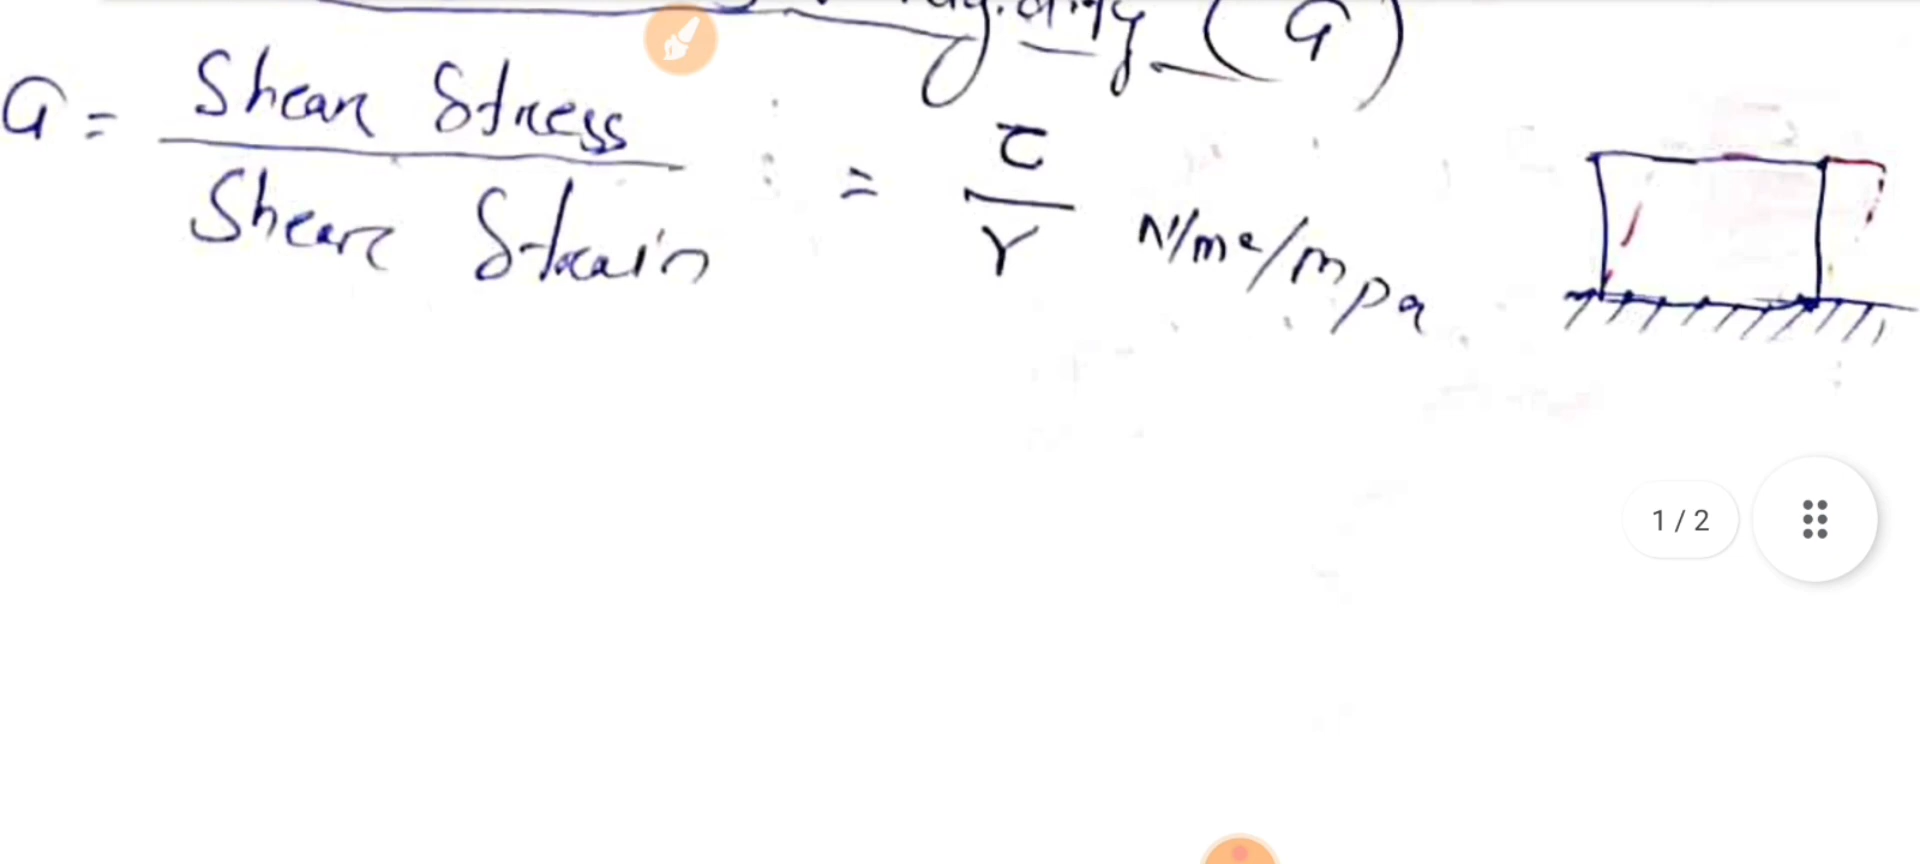 (G)
G = Shear Stress / Shear Strain = τ / γ N/m²/mpa
1 / 2